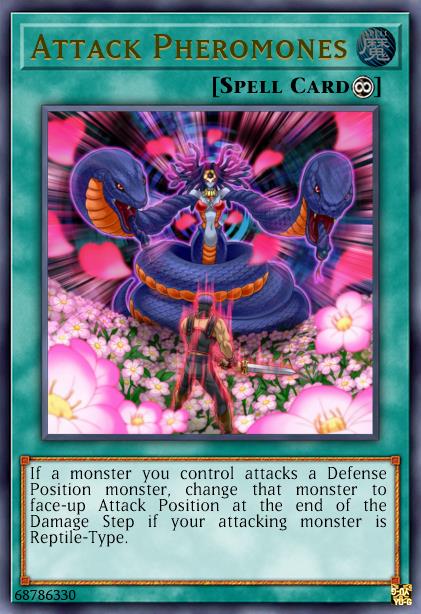 ATTACK PHEROMONES 魔
[SPELL CARD]
If a monster you control attacks a Defense
Position monster, change that monster to
face-up Attack Position at the end of the
Damage Step if your attacking monster is
Reptile-Type.
68786330